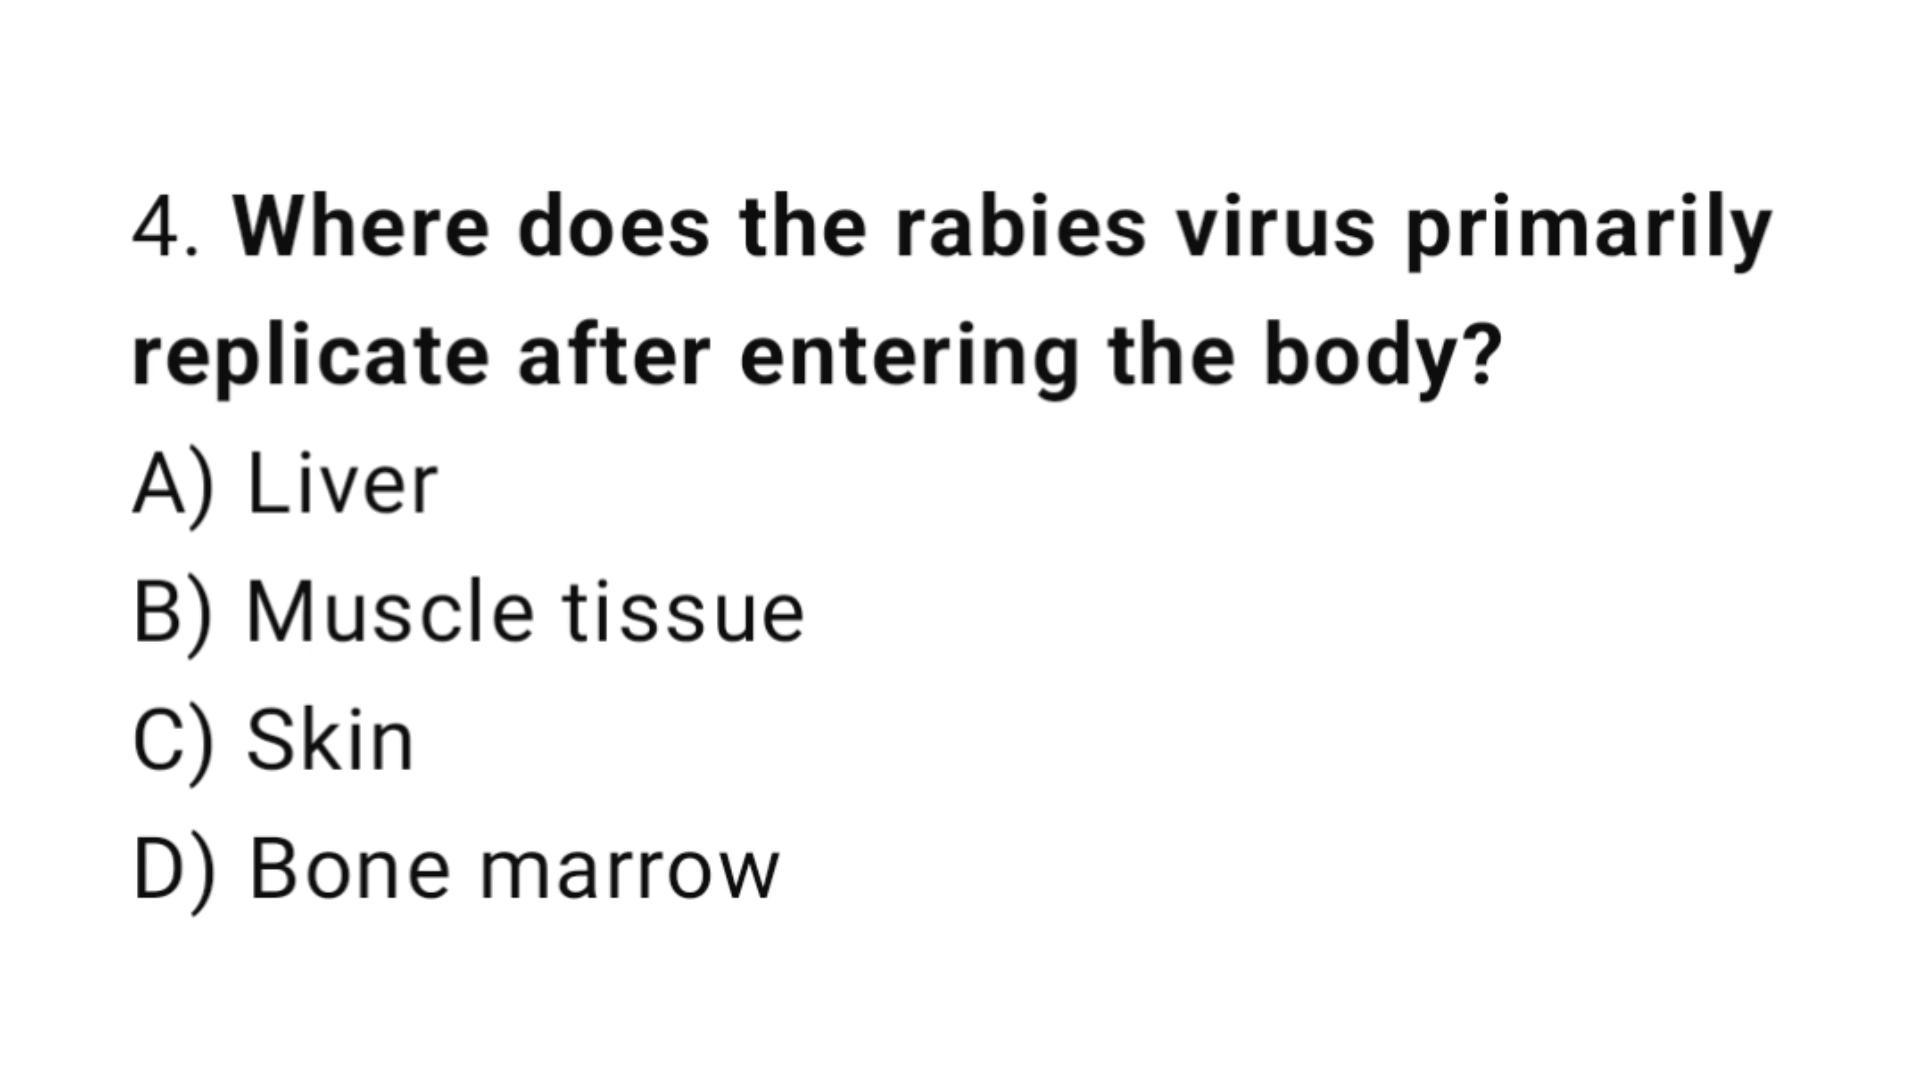 4. Where does the rabies virus primarily
replicate after entering the body?
A) Liver
B) Muscle tissue
C) Skin
D) Bone marrow